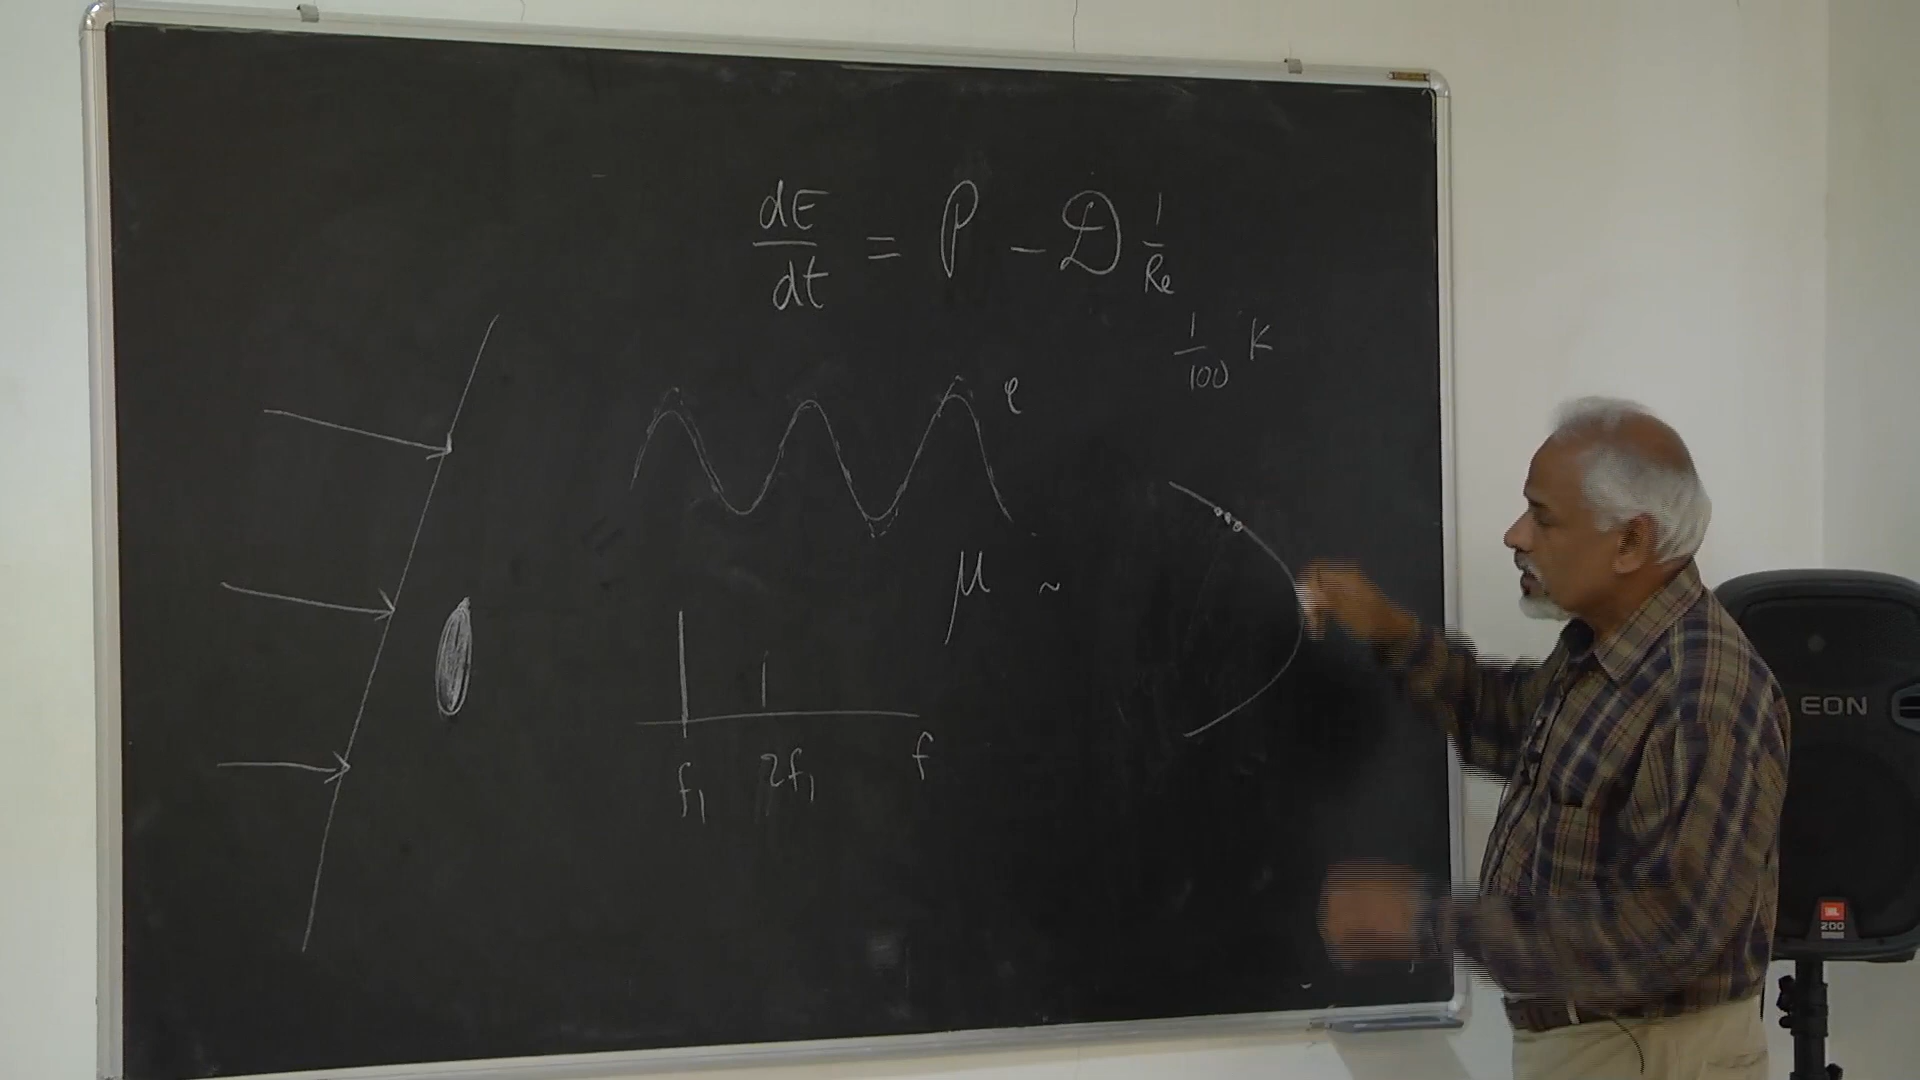 dE/dt = P - D 1/Re
1/100 K
μ ~
f₁ 2f₁ f
EON
JBL
200